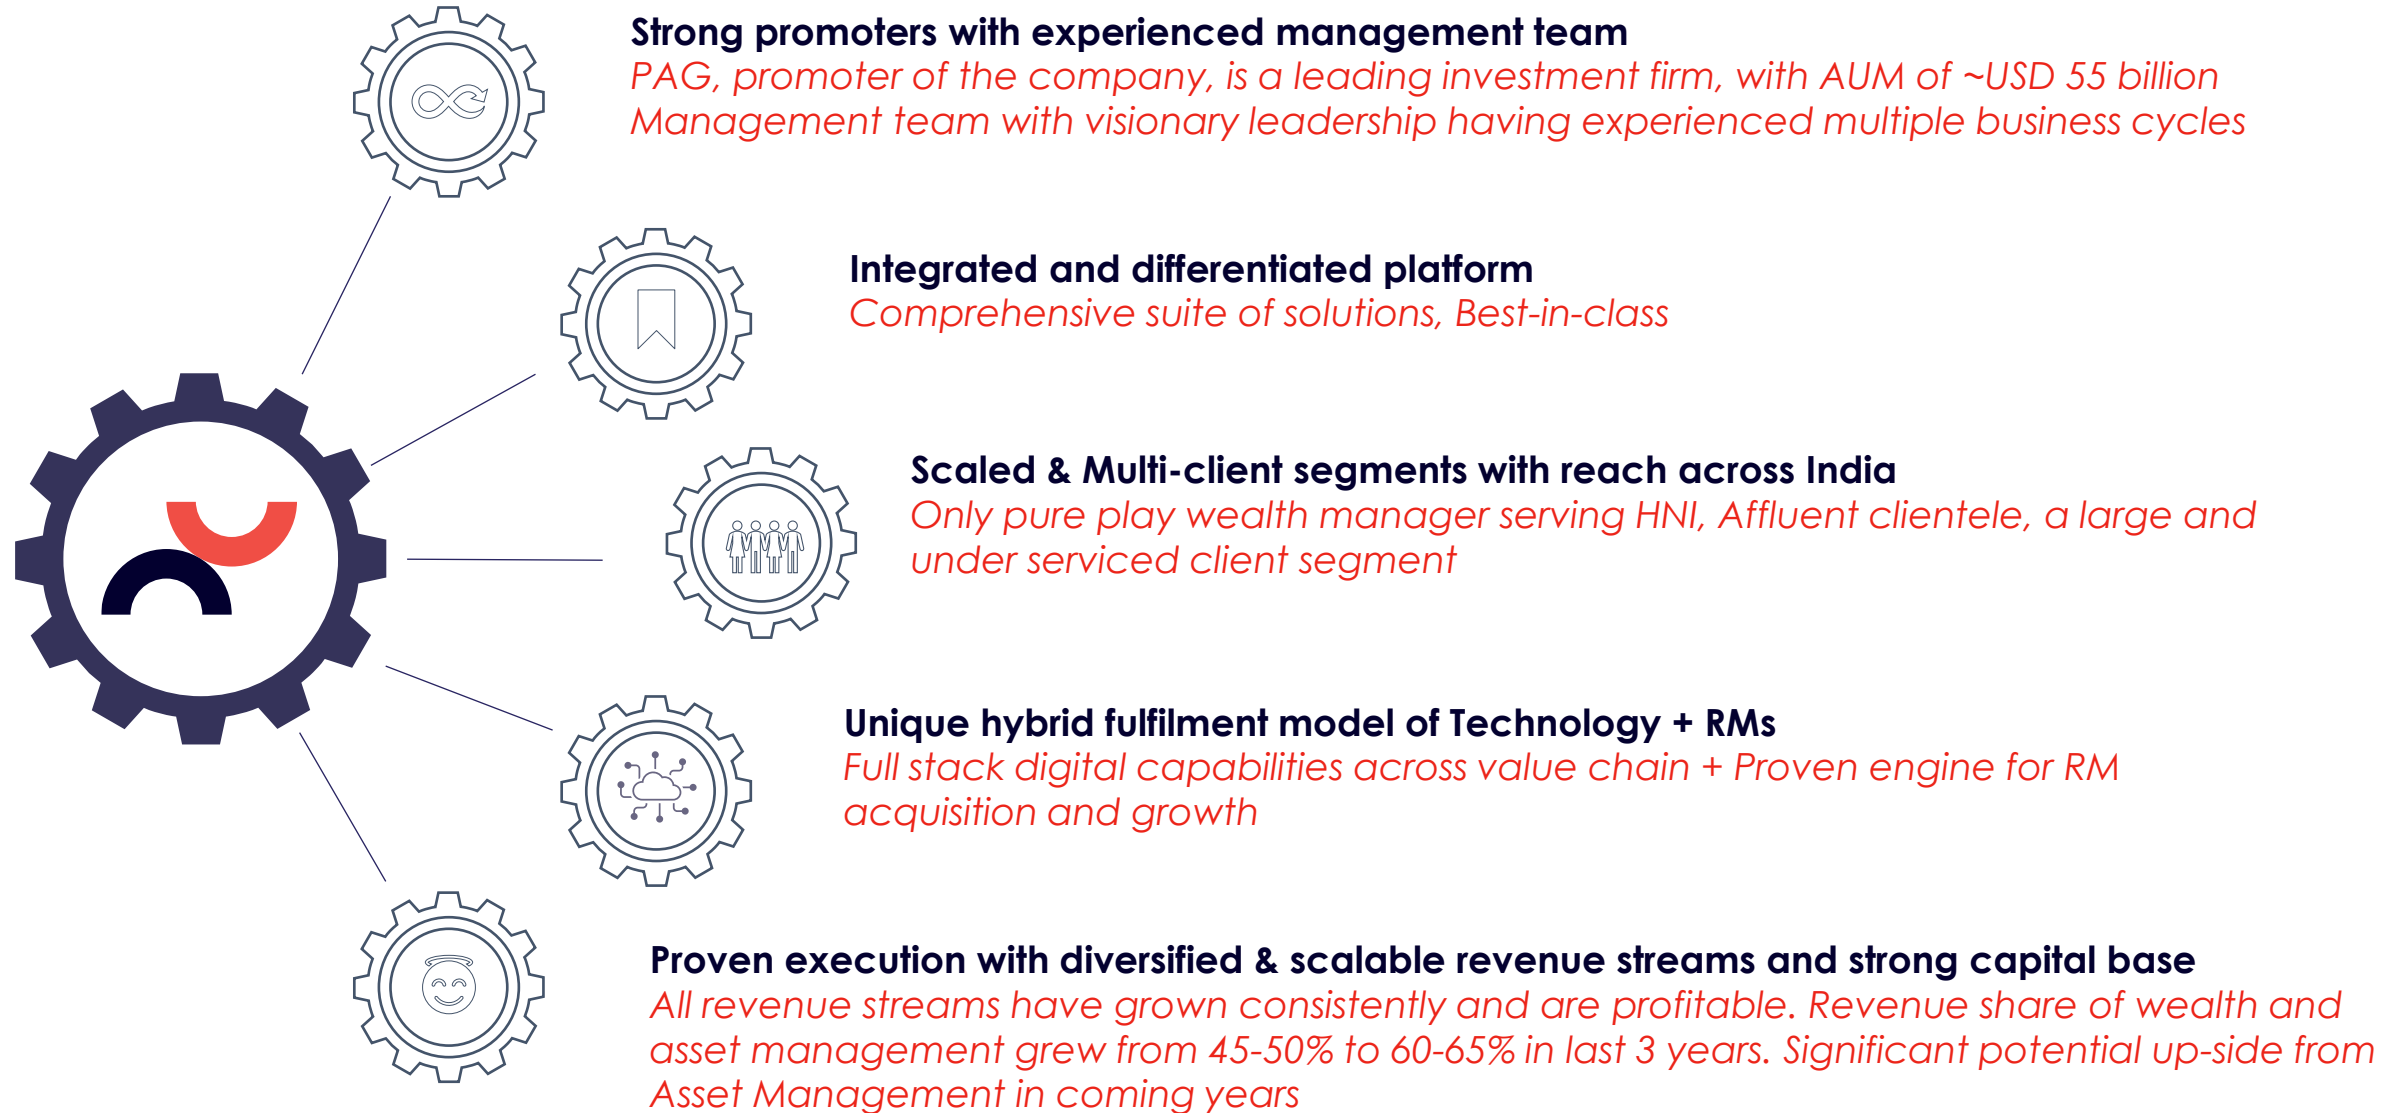 Strong promoters with experienced management team
PAG, promoter of the company, is a leading investment firm, with AUM of ~USD 55 billion
Management team with visionary leadership having experienced multiple business cycles
Integrated and differentiated platform
Comprehensive suite of solutions, Best-in-class
Scaled & Multi-client segments with reach across India
Only pure play wealth manager serving HNI, Affluent clientele, a large and
under serviced client segment
Unique hybrid fulfilment model of Technology + RMs
Full stack digital capabilities across value chain + Proven engine for RM
acquisition and growth
Proven execution with diversified & scalable revenue streams and strong capital base
All revenue streams have grown consistently and are profitable. Revenue share of wealth and
asset management grew from 45-50% to 60-65% in last 3 years. Significant potential up-side from
Asset Management in coming years